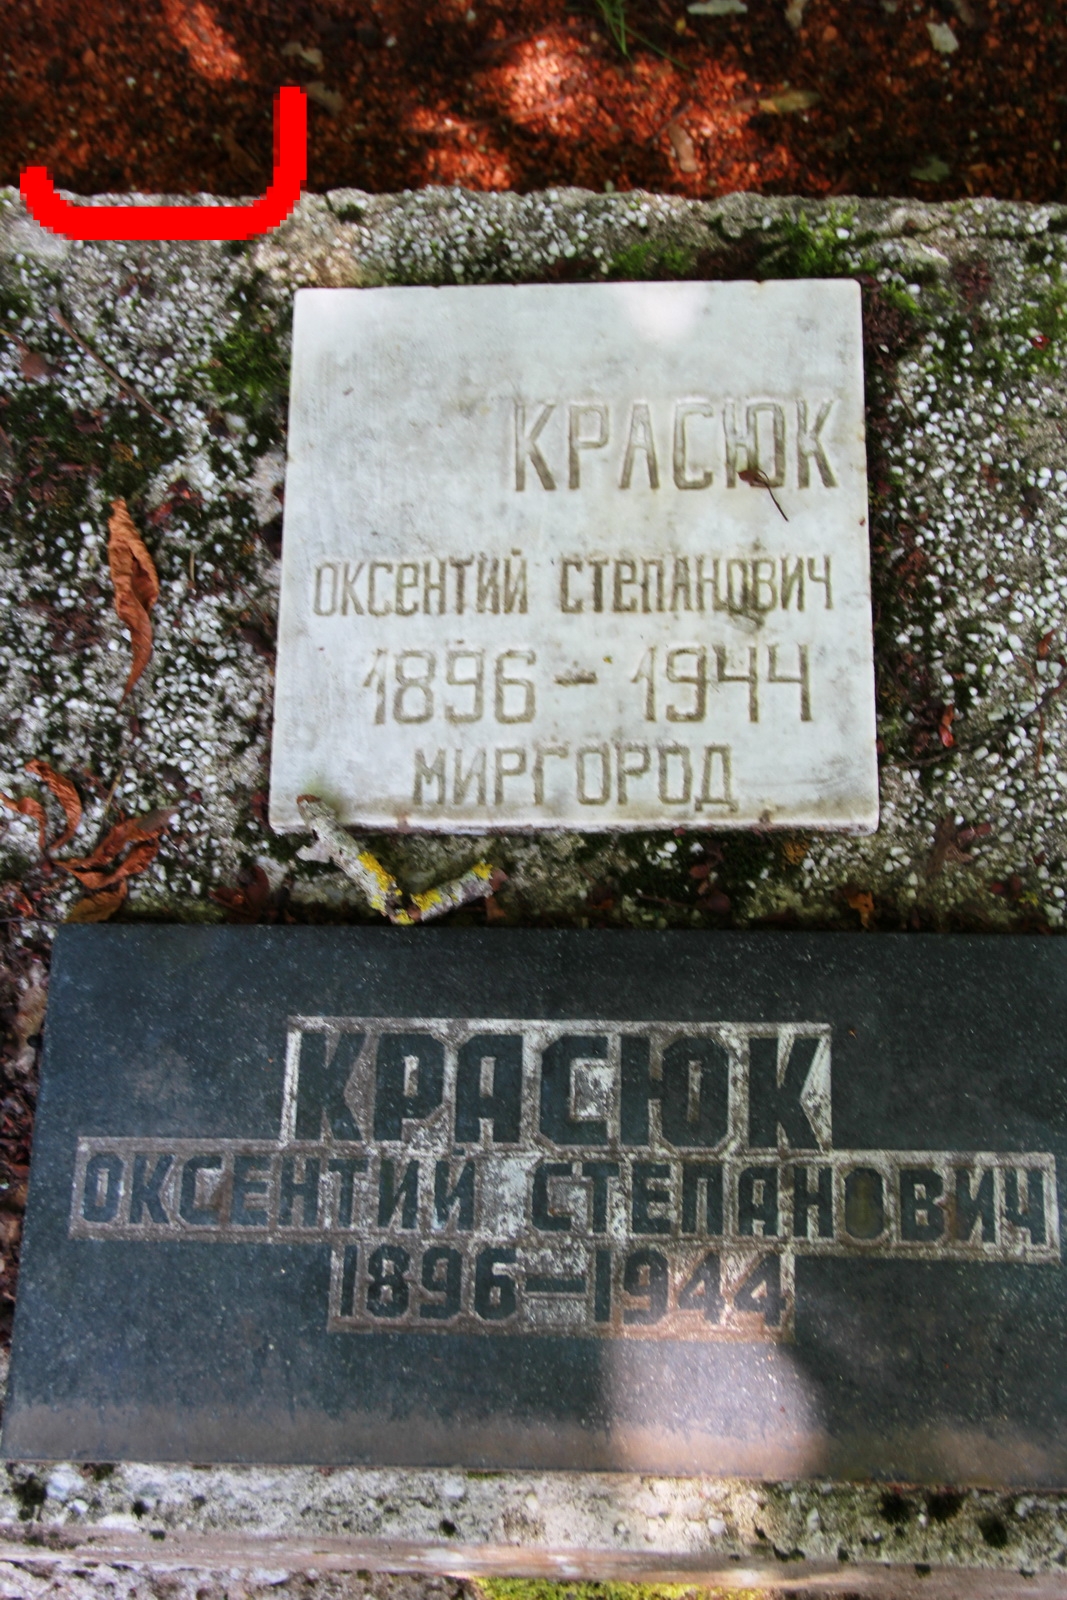 КРАСЮК
ОКСЕНТИЙ СТЕПАНОВИЧ
1896 – 1944
МИРГОРОД
КРАСЮК
ОКСЕНТИЙ СТЕПАНОВИЧ
1896–1944